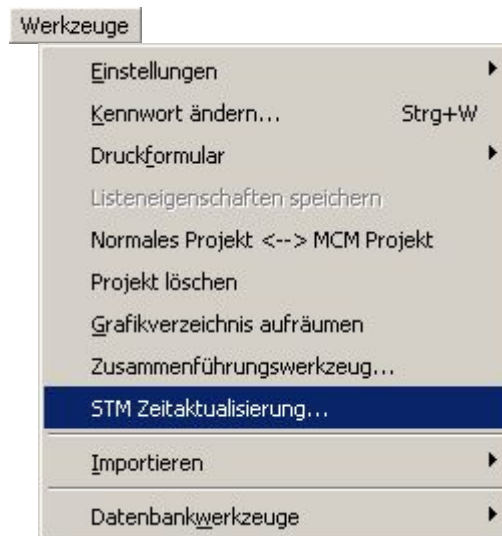 Werkzeuge
Einstellungen
Kennwort ändern... Strg+W
Druckformular
Listeneigenschaften speichern
Normales Projekt <--> MCM Projekt
Projekt löschen
Grafikverzeichnis aufräumen
Zusammenführungswerkzeug...
STM Zeitaktualisierung...
Importieren
Datenbankwerkzeuge